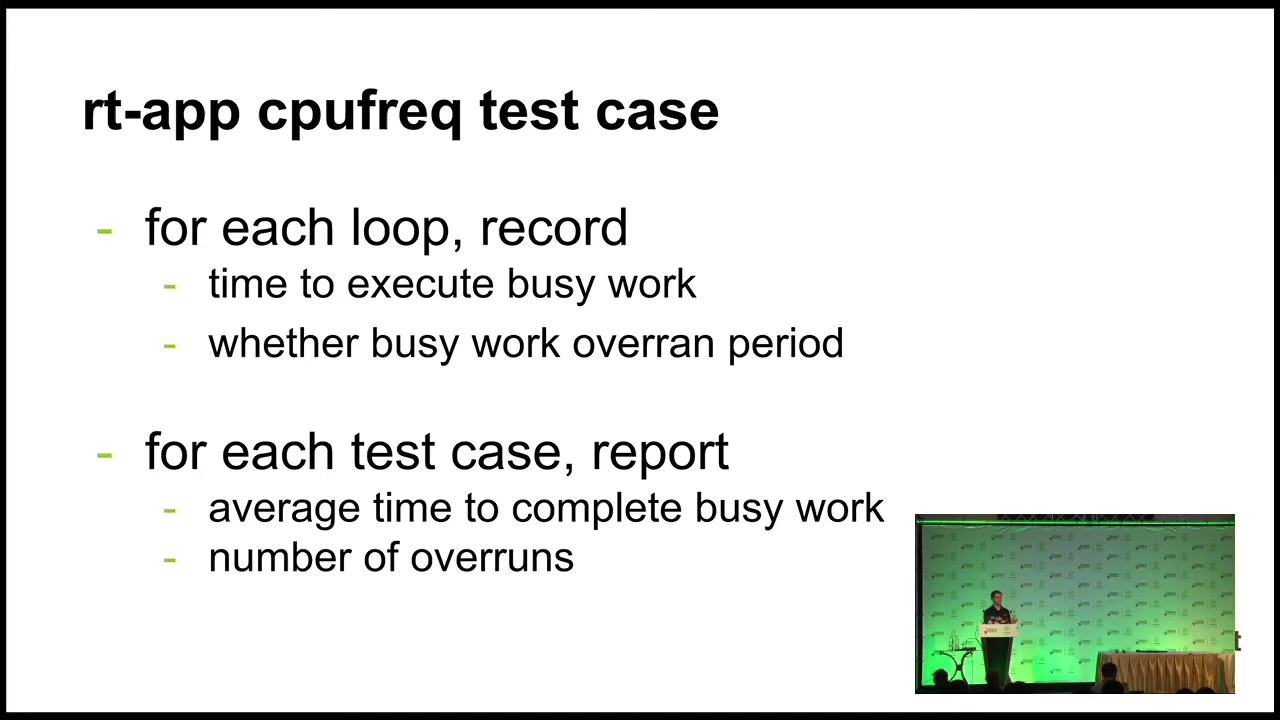 rt-app cpufreq test case
- for each loop, record
- time to execute busy work
- whether busy work overran period
- for each test case, report
- average time to complete busy work
- number of overruns